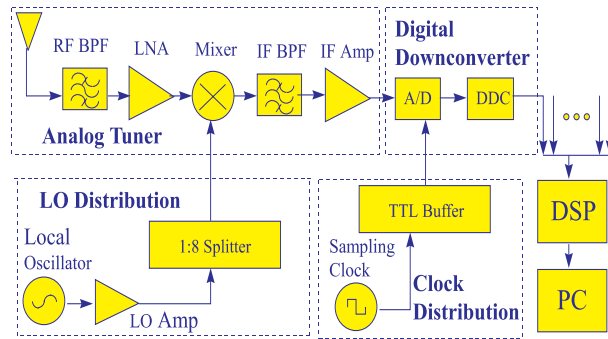 RF BPF
LNA
Mixer
IF BPF
IF Amp
Analog Tuner
Digital
Downconverter
A/D
DDC
LO Distribution
Local
Oscillator
LO Amp
1:8 Splitter
TTL Buffer
Sampling
Clock
Clock
Distribution
DSP
PC